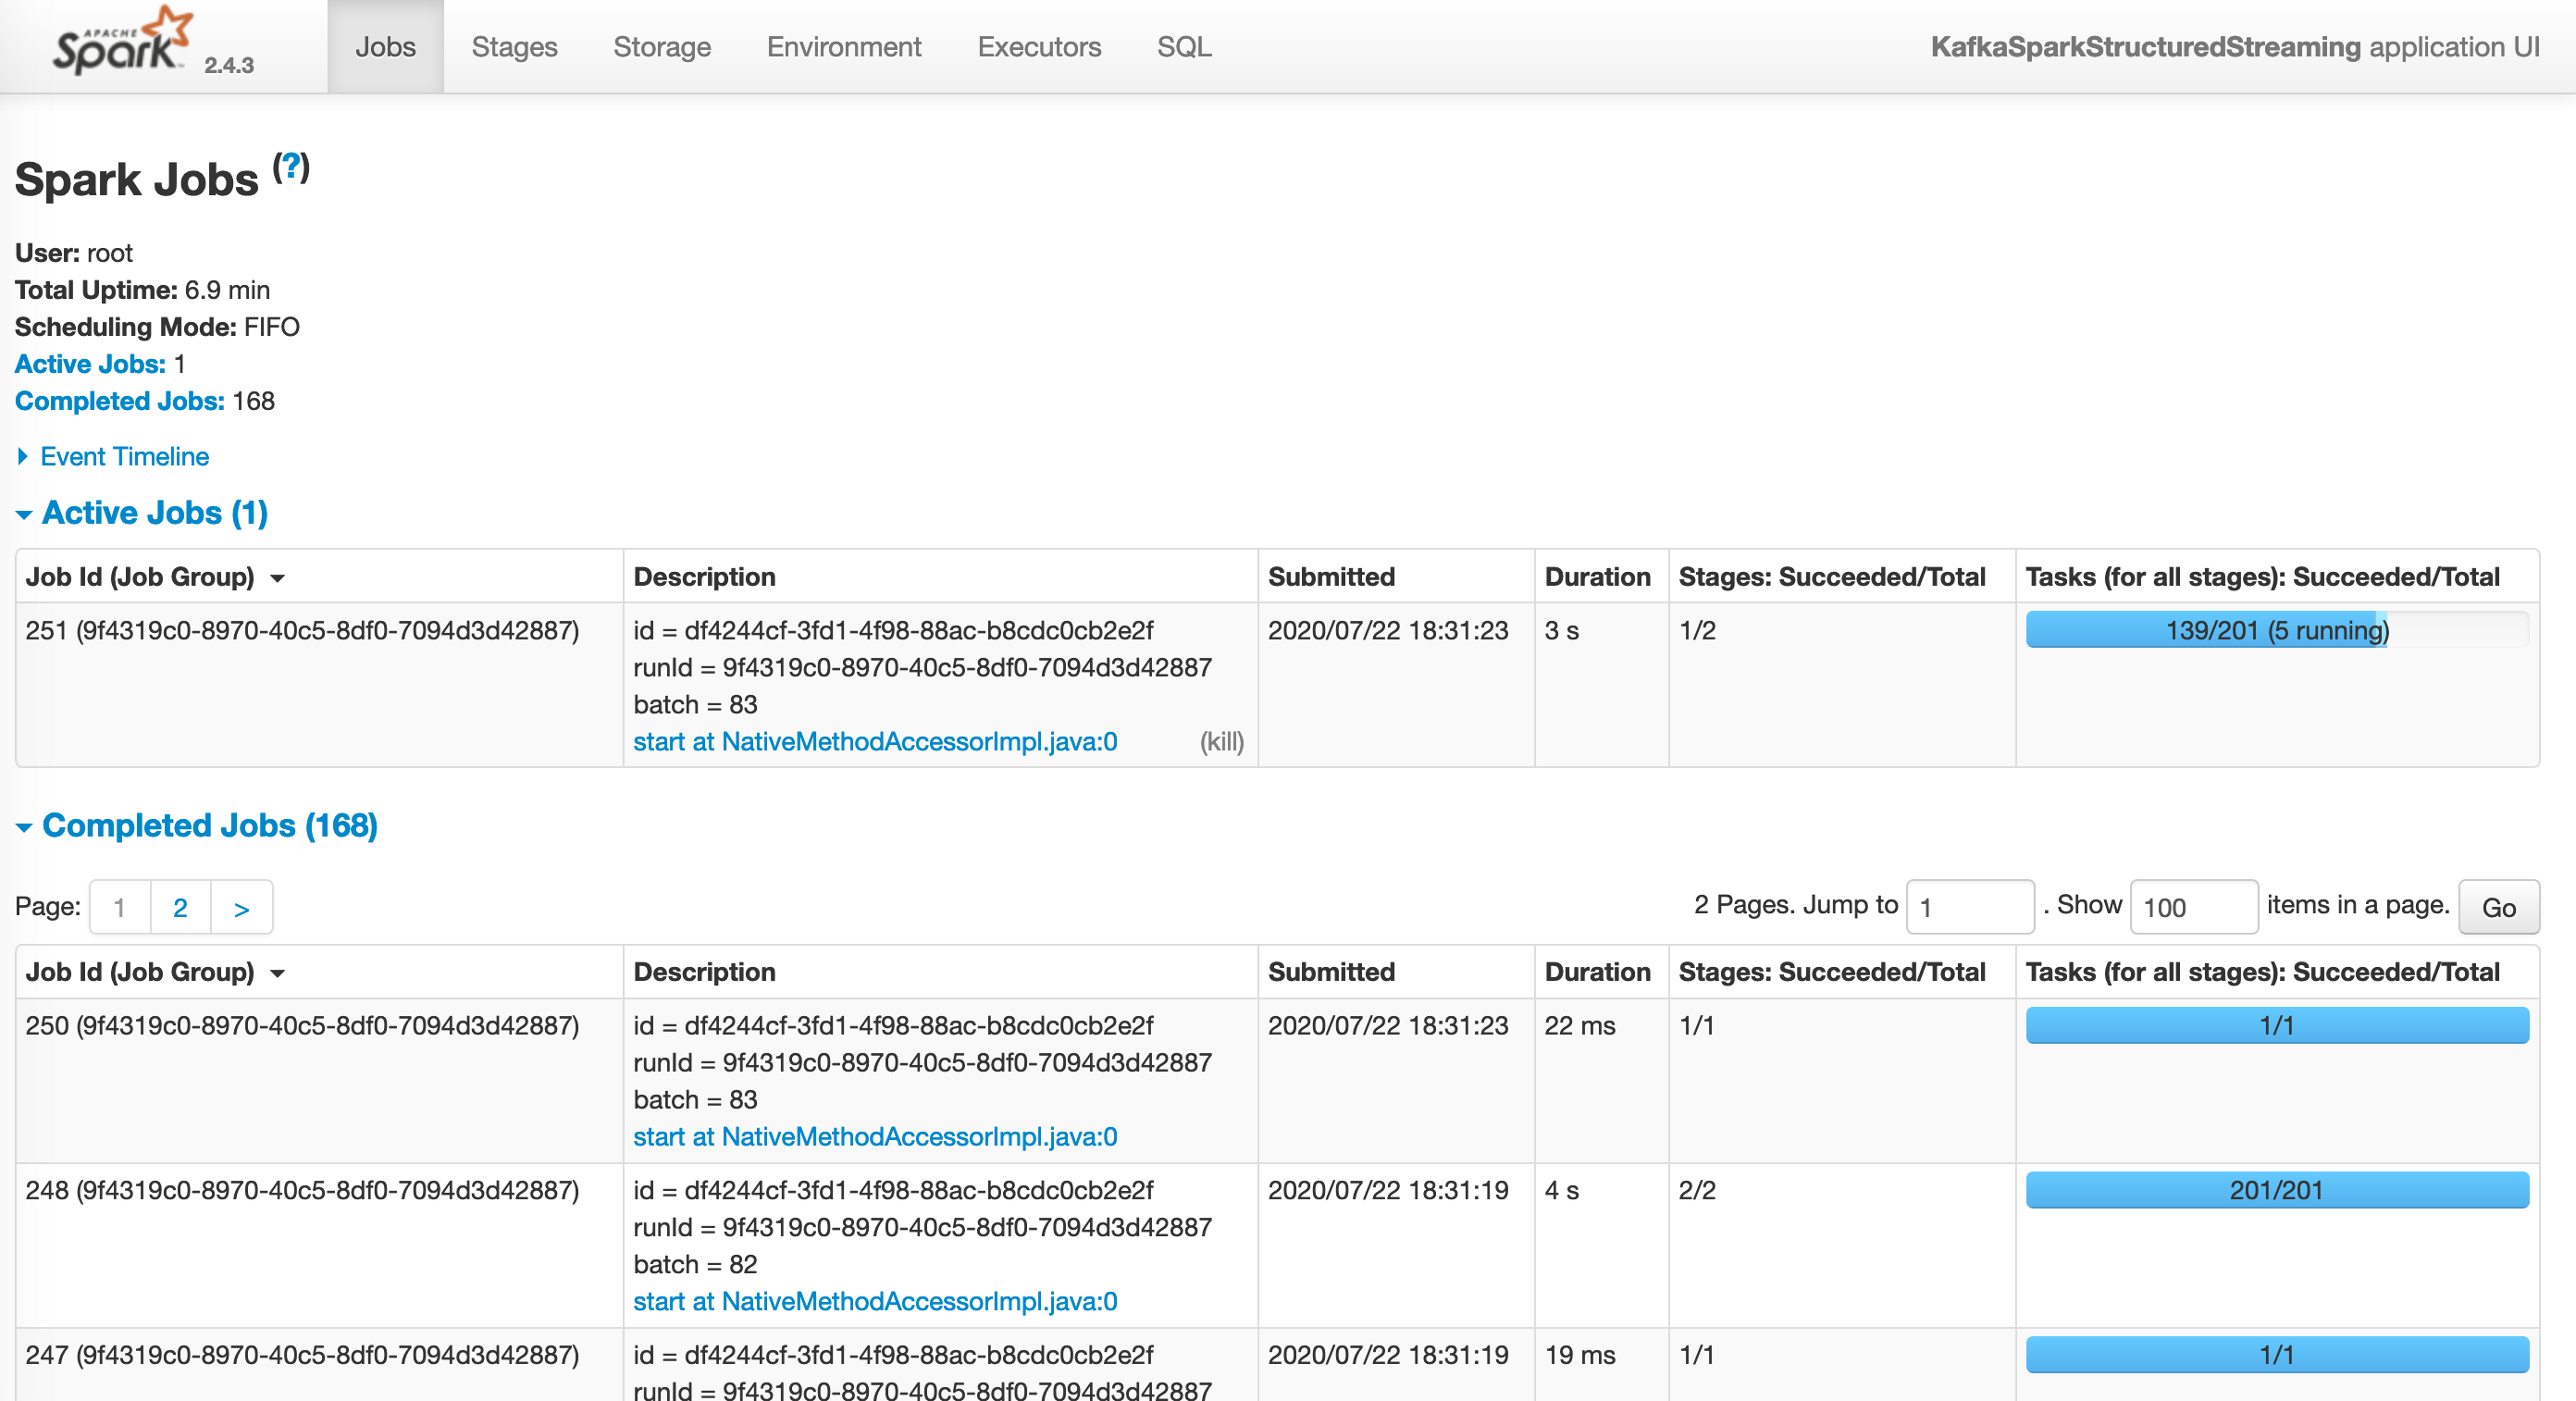 APACHE
Spark™ 2.4.3 Jobs Stages Storage Environment Executors SQL KafkaSparkStructuredStreaming application UI
Spark Jobs (?)
User: root
Total Uptime: 6.9 min
Scheduling Mode: FIFO
Active Jobs: 1
Completed Jobs: 168
Event Timeline
Active Jobs (1)
Job Id (Job Group) Description Submitted Duration Stages: Succeeded/Total Tasks (for all stages): Succeeded/Total
251 (9f4319c0-8970-40c5-8df0-7094d3d42887) id = df4244cf-3fd1-4f98-88ac-b8cdc0cb2e2f 2020/07/22 18:31:23 3 s 1/2 139/201 (5 running)
runId = 9f4319c0-8970-40c5-8df0-7094d3d42887
batch = 83
start at NativeMethodAccessorImpl.java:0 (kill)
Completed Jobs (168)
Page: 1 2 > 2 Pages. Jump to 1 . Show 100 items in a page. Go
Job Id (Job Group) Description Submitted Duration Stages: Succeeded/Total Tasks (for all stages): Succeeded/Total
250 (9f4319c0-8970-40c5-8df0-7094d3d42887) id = df4244cf-3fd1-4f98-88ac-b8cdc0cb2e2f 2020/07/22 18:31:23 22 ms 1/1 1/1
runId = 9f4319c0-8970-40c5-8df0-7094d3d42887
batch = 83
start at NativeMethodAccessorImpl.java:0
248 (9f4319c0-8970-40c5-8df0-7094d3d42887) id = df4244cf-3fd1-4f98-88ac-b8cdc0cb2e2f 2020/07/22 18:31:19 4 s 2/2 201/201
runId = 9f4319c0-8970-40c5-8df0-7094d3d42887
batch = 82
start at NativeMethodAccessorImpl.java:0
247 (9f4319c0-8970-40c5-8df0-7094d3d42887) id = df4244cf-3fd1-4f98-88ac-b8cdc0cb2e2f 2020/07/22 18:31:19 19 ms 1/1 1/1
runId = 9f4319c0-8970-40c5-8df0-7094d3d42887